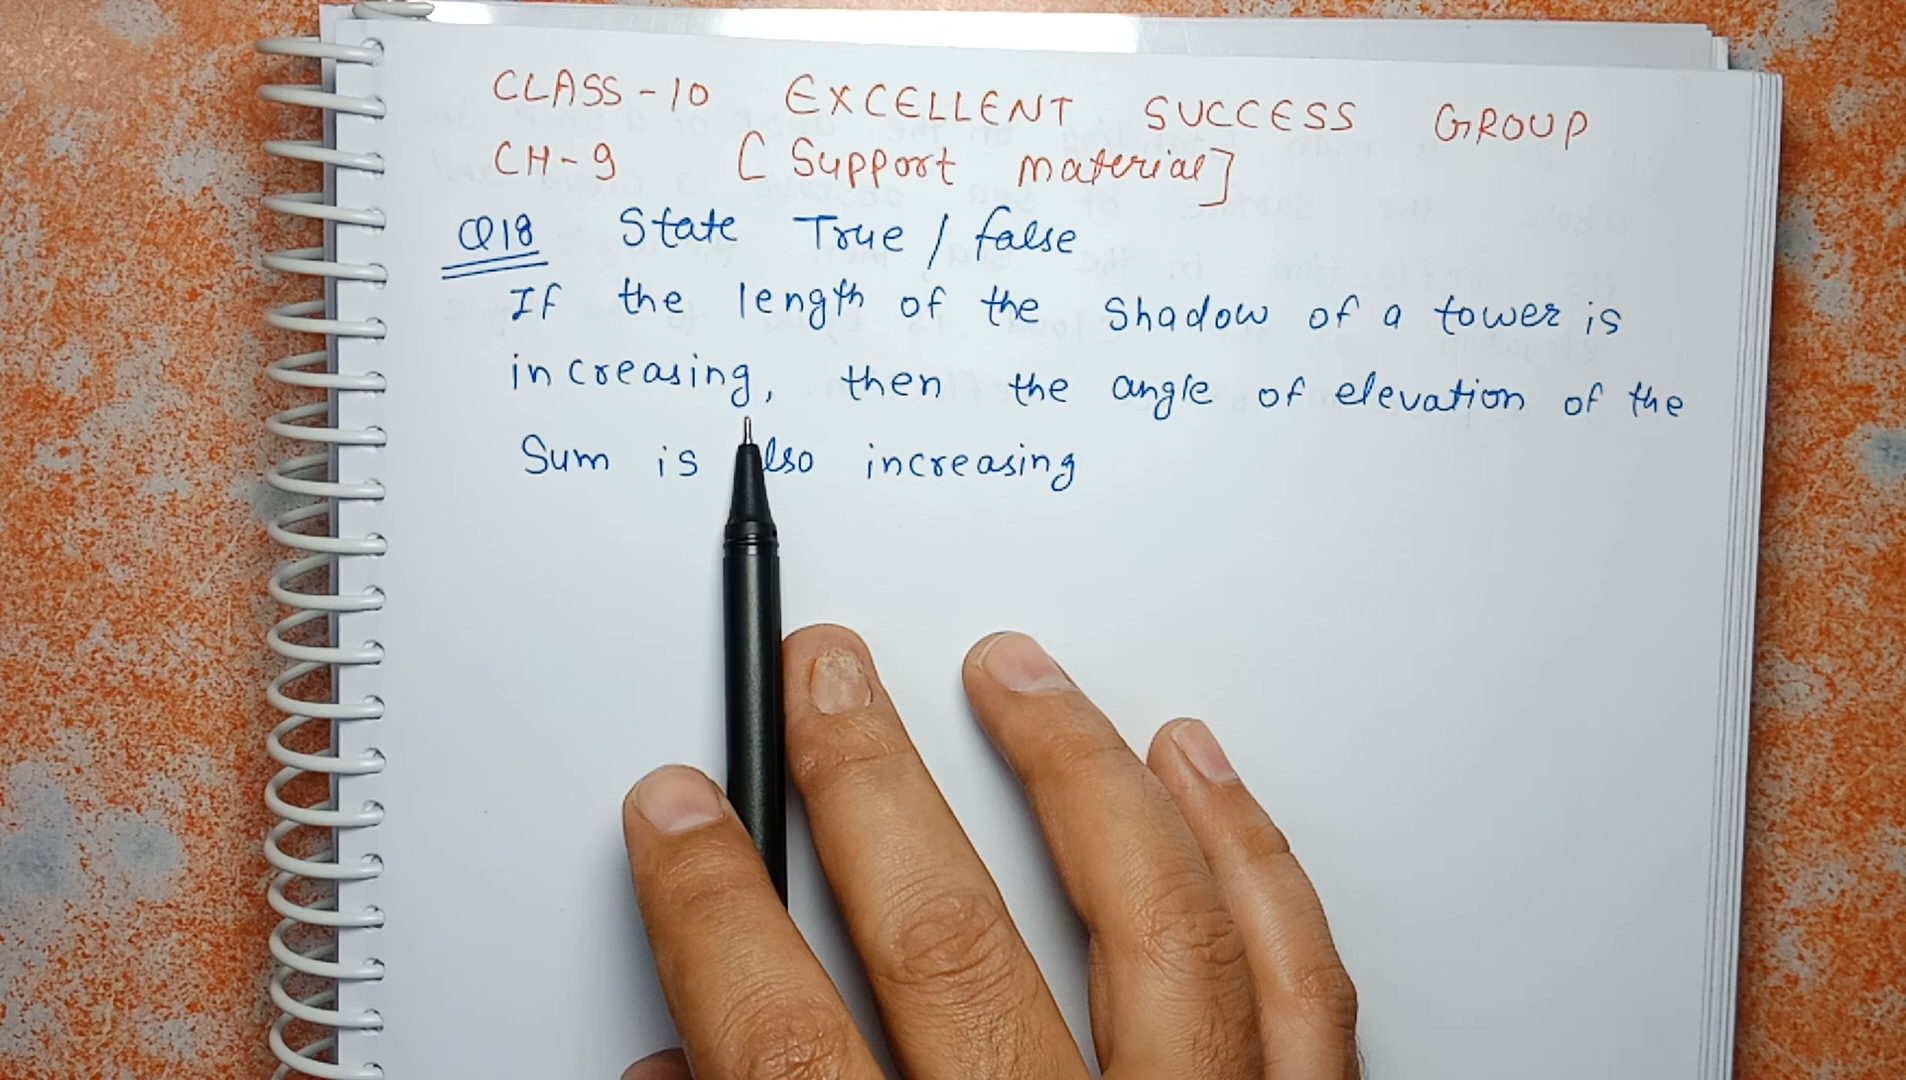 CLASS-10 EXCELLENT SUCCESS GROUP
CH-9 [Support material]
Q18 State True / false
If the length of the shadow of a tower is
increasing, then the angle of elevation of the
Sum is also increasing